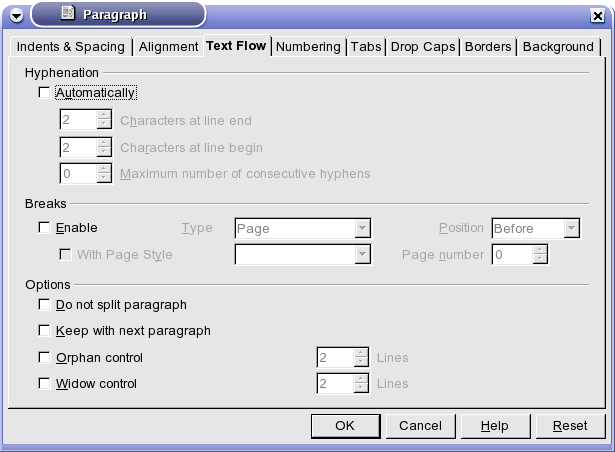 Paragraph
Indents & Spacing Alignment Text Flow Numbering Tabs Drop Caps Borders Background
Hyphenation
Automatically
2 Characters at line end
2 Characters at line begin
0 Maximum number of consecutive hyphens
Breaks
Enable Type Page Position Before
With Page Style Page number 0
Options
Do not split paragraph
Keep with next paragraph
Orphan control 2 Lines
Widow control 2 Lines
OK Cancel Help Reset